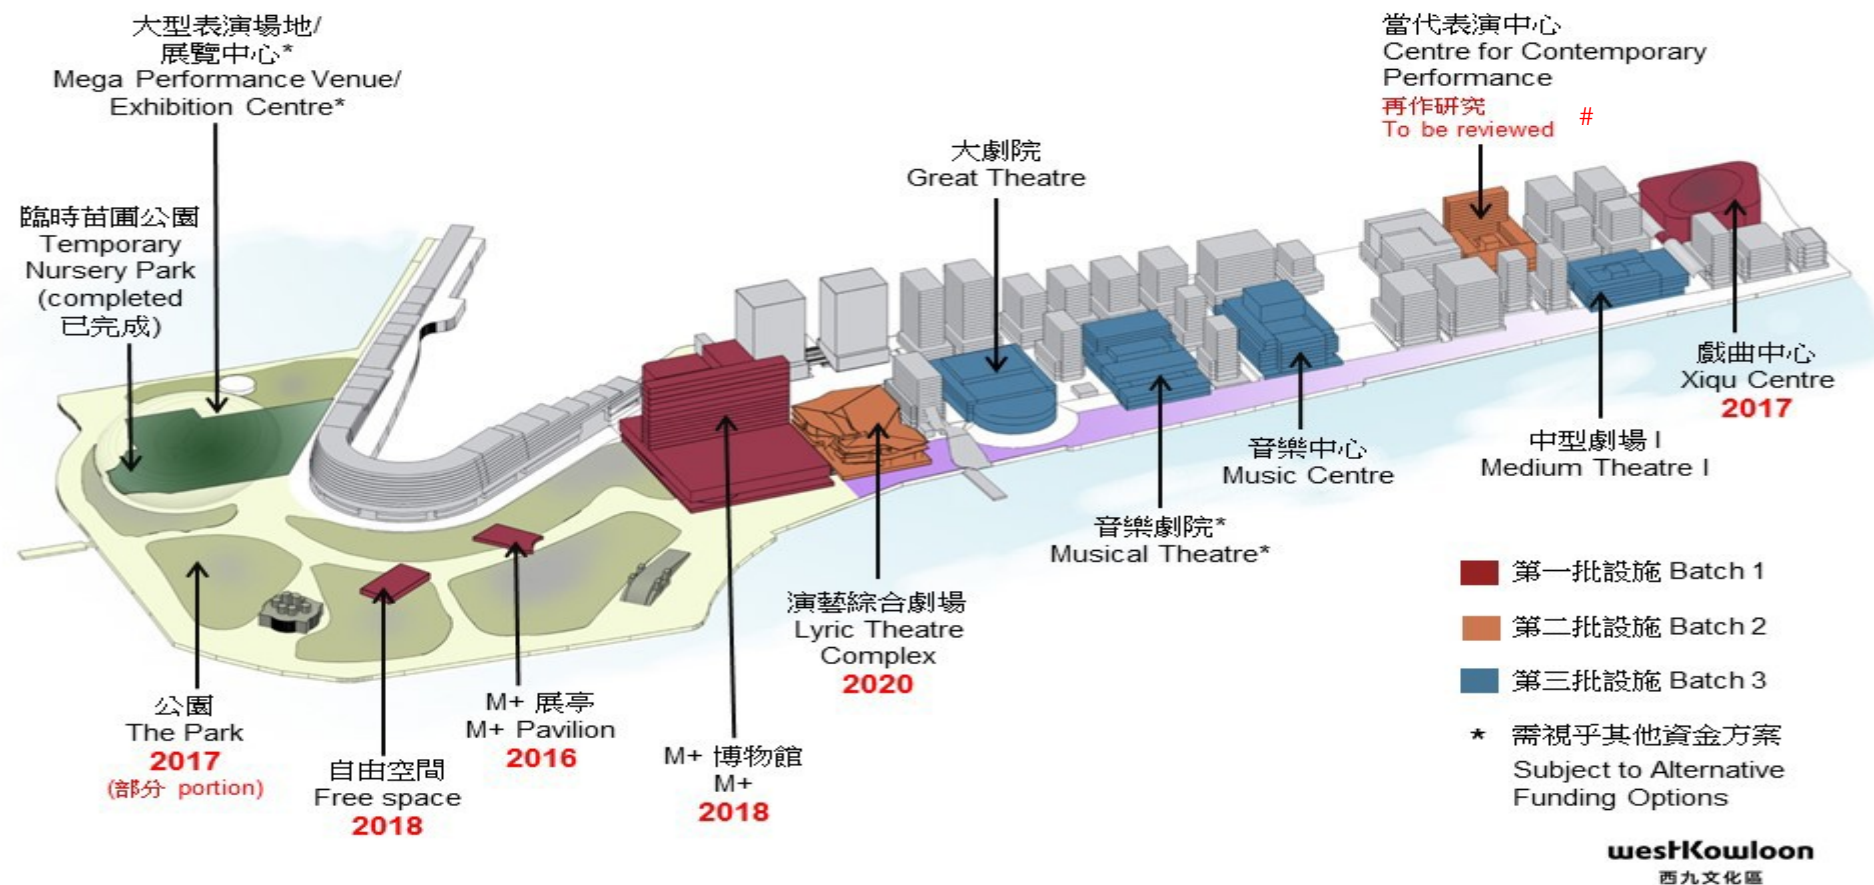 大型表演場地/
展覽中心*
Mega Performance Venue/
Exhibition Centre*
臨時苗圃公園
Temporary
Nursery Park
(completed
已完成)
大劇院
Great Theatre
當代表演中心
Centre for Contemporary
Performance
再作研究
To be reviewed #
戲曲中心
Xiqu Centre
2017
中型劇場 I
Medium Theatre I
音樂中心
Music Centre
音樂劇院*
Musical Theatre*
演藝綜合劇場
Lyric Theatre
Complex
2020
M+ 博物館
M+
2018
M+ 展亭
M+ Pavilion
2016
自由空間
Free space
2018
公園
The Park
2017
(部分 portion)
第一批設施 Batch 1
第二批設施 Batch 2
第三批設施 Batch 3
* 需視乎其他資金方案
Subject to Alternative
Funding Options
westKowloon
西九文化區